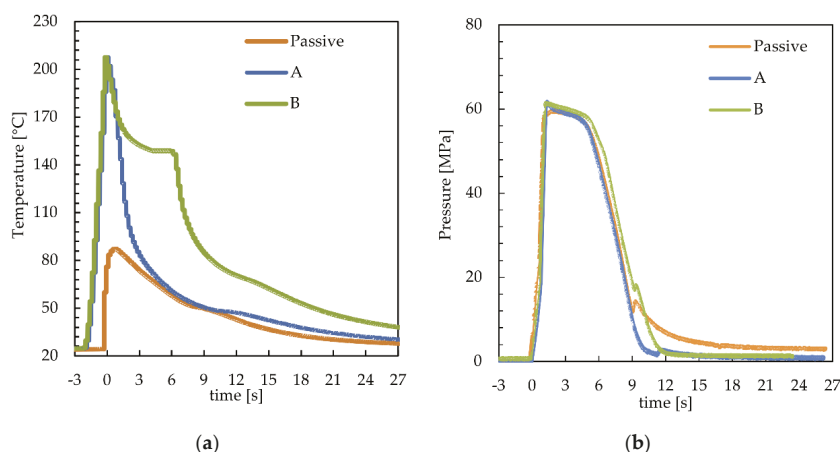 Temperature [°C]
230
200
170
140
110
80
50
20
-3 0 3 6 9 12 15 18 21 24 27
time [s]
Passive
A
B
(a)
Pressure [MPa]
80
60
40
20
0
-3 0 3 6 9 12 15 18 21 24 27
time [s]
Passive
A
B
(b)